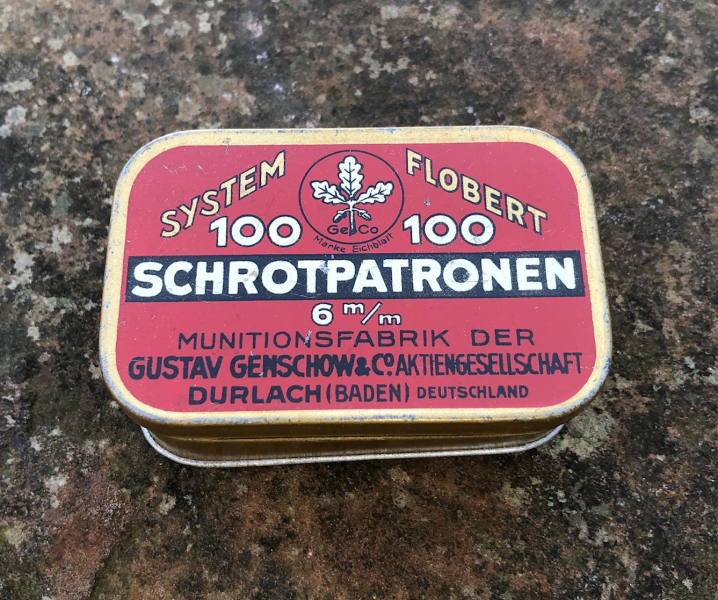 SYSTEM FLOBERT
100 GeCo 100
Marke Eichblatt
SCHROTPATRONEN
6 m/m
MUNITIONSFABRIK DER
GUSTAV GENSCHOW & Co. AKTIENGESELLSCHAFT
DURLACH (BADEN) DEUTSCHLAND